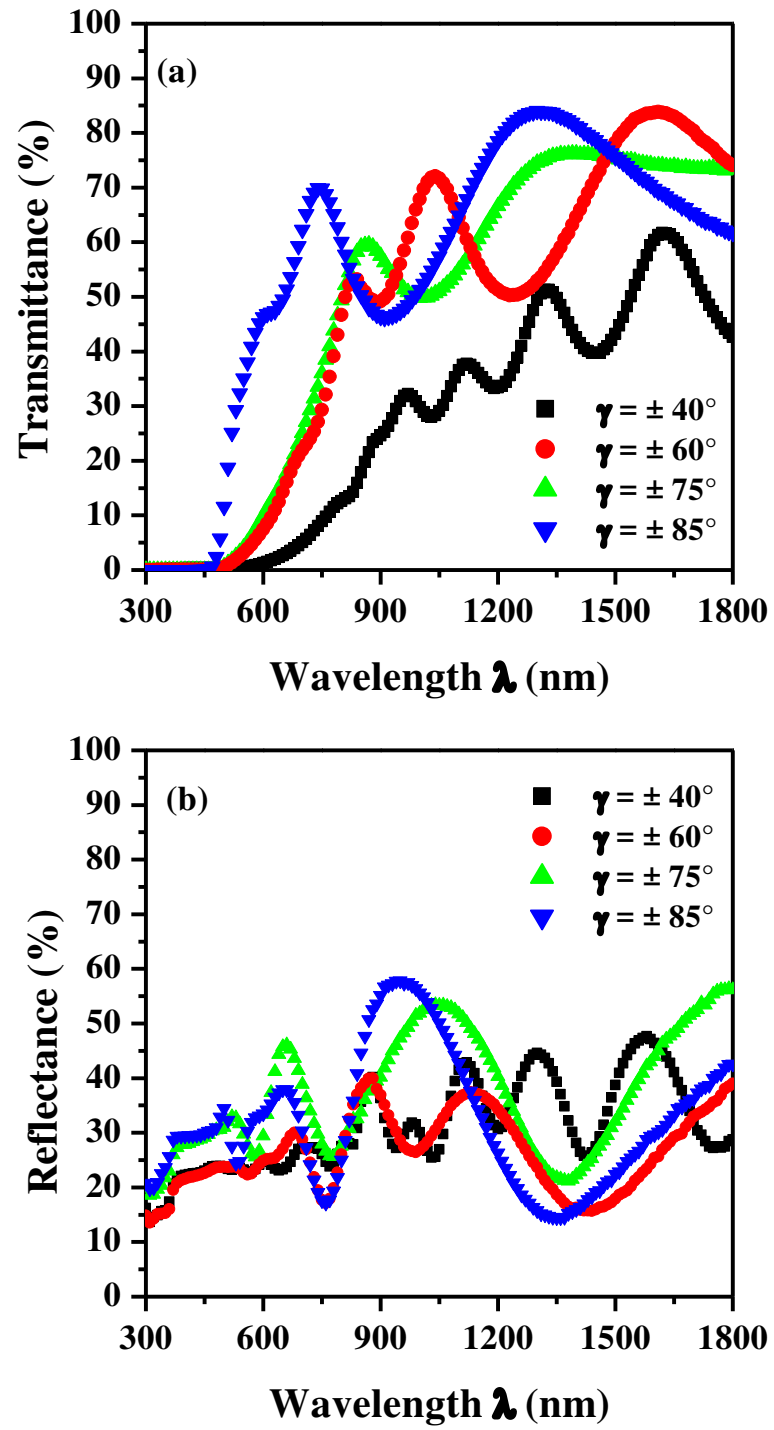 100
90
80
70
60
50
40
30
20
10
0
Transmittance (%)
(a)
γ = ± 40°
γ = ± 60°
γ = ± 75°
γ = ± 85°
300 600 900 1200 1500 1800
Wavelength λ (nm)
100
90
80
70
60
50
40
30
20
10
0
Reflectance (%)
(b)
γ = ± 40°
γ = ± 60°
γ = ± 75°
γ = ± 85°
300 600 900 1200 1500 1800
Wavelength λ (nm)